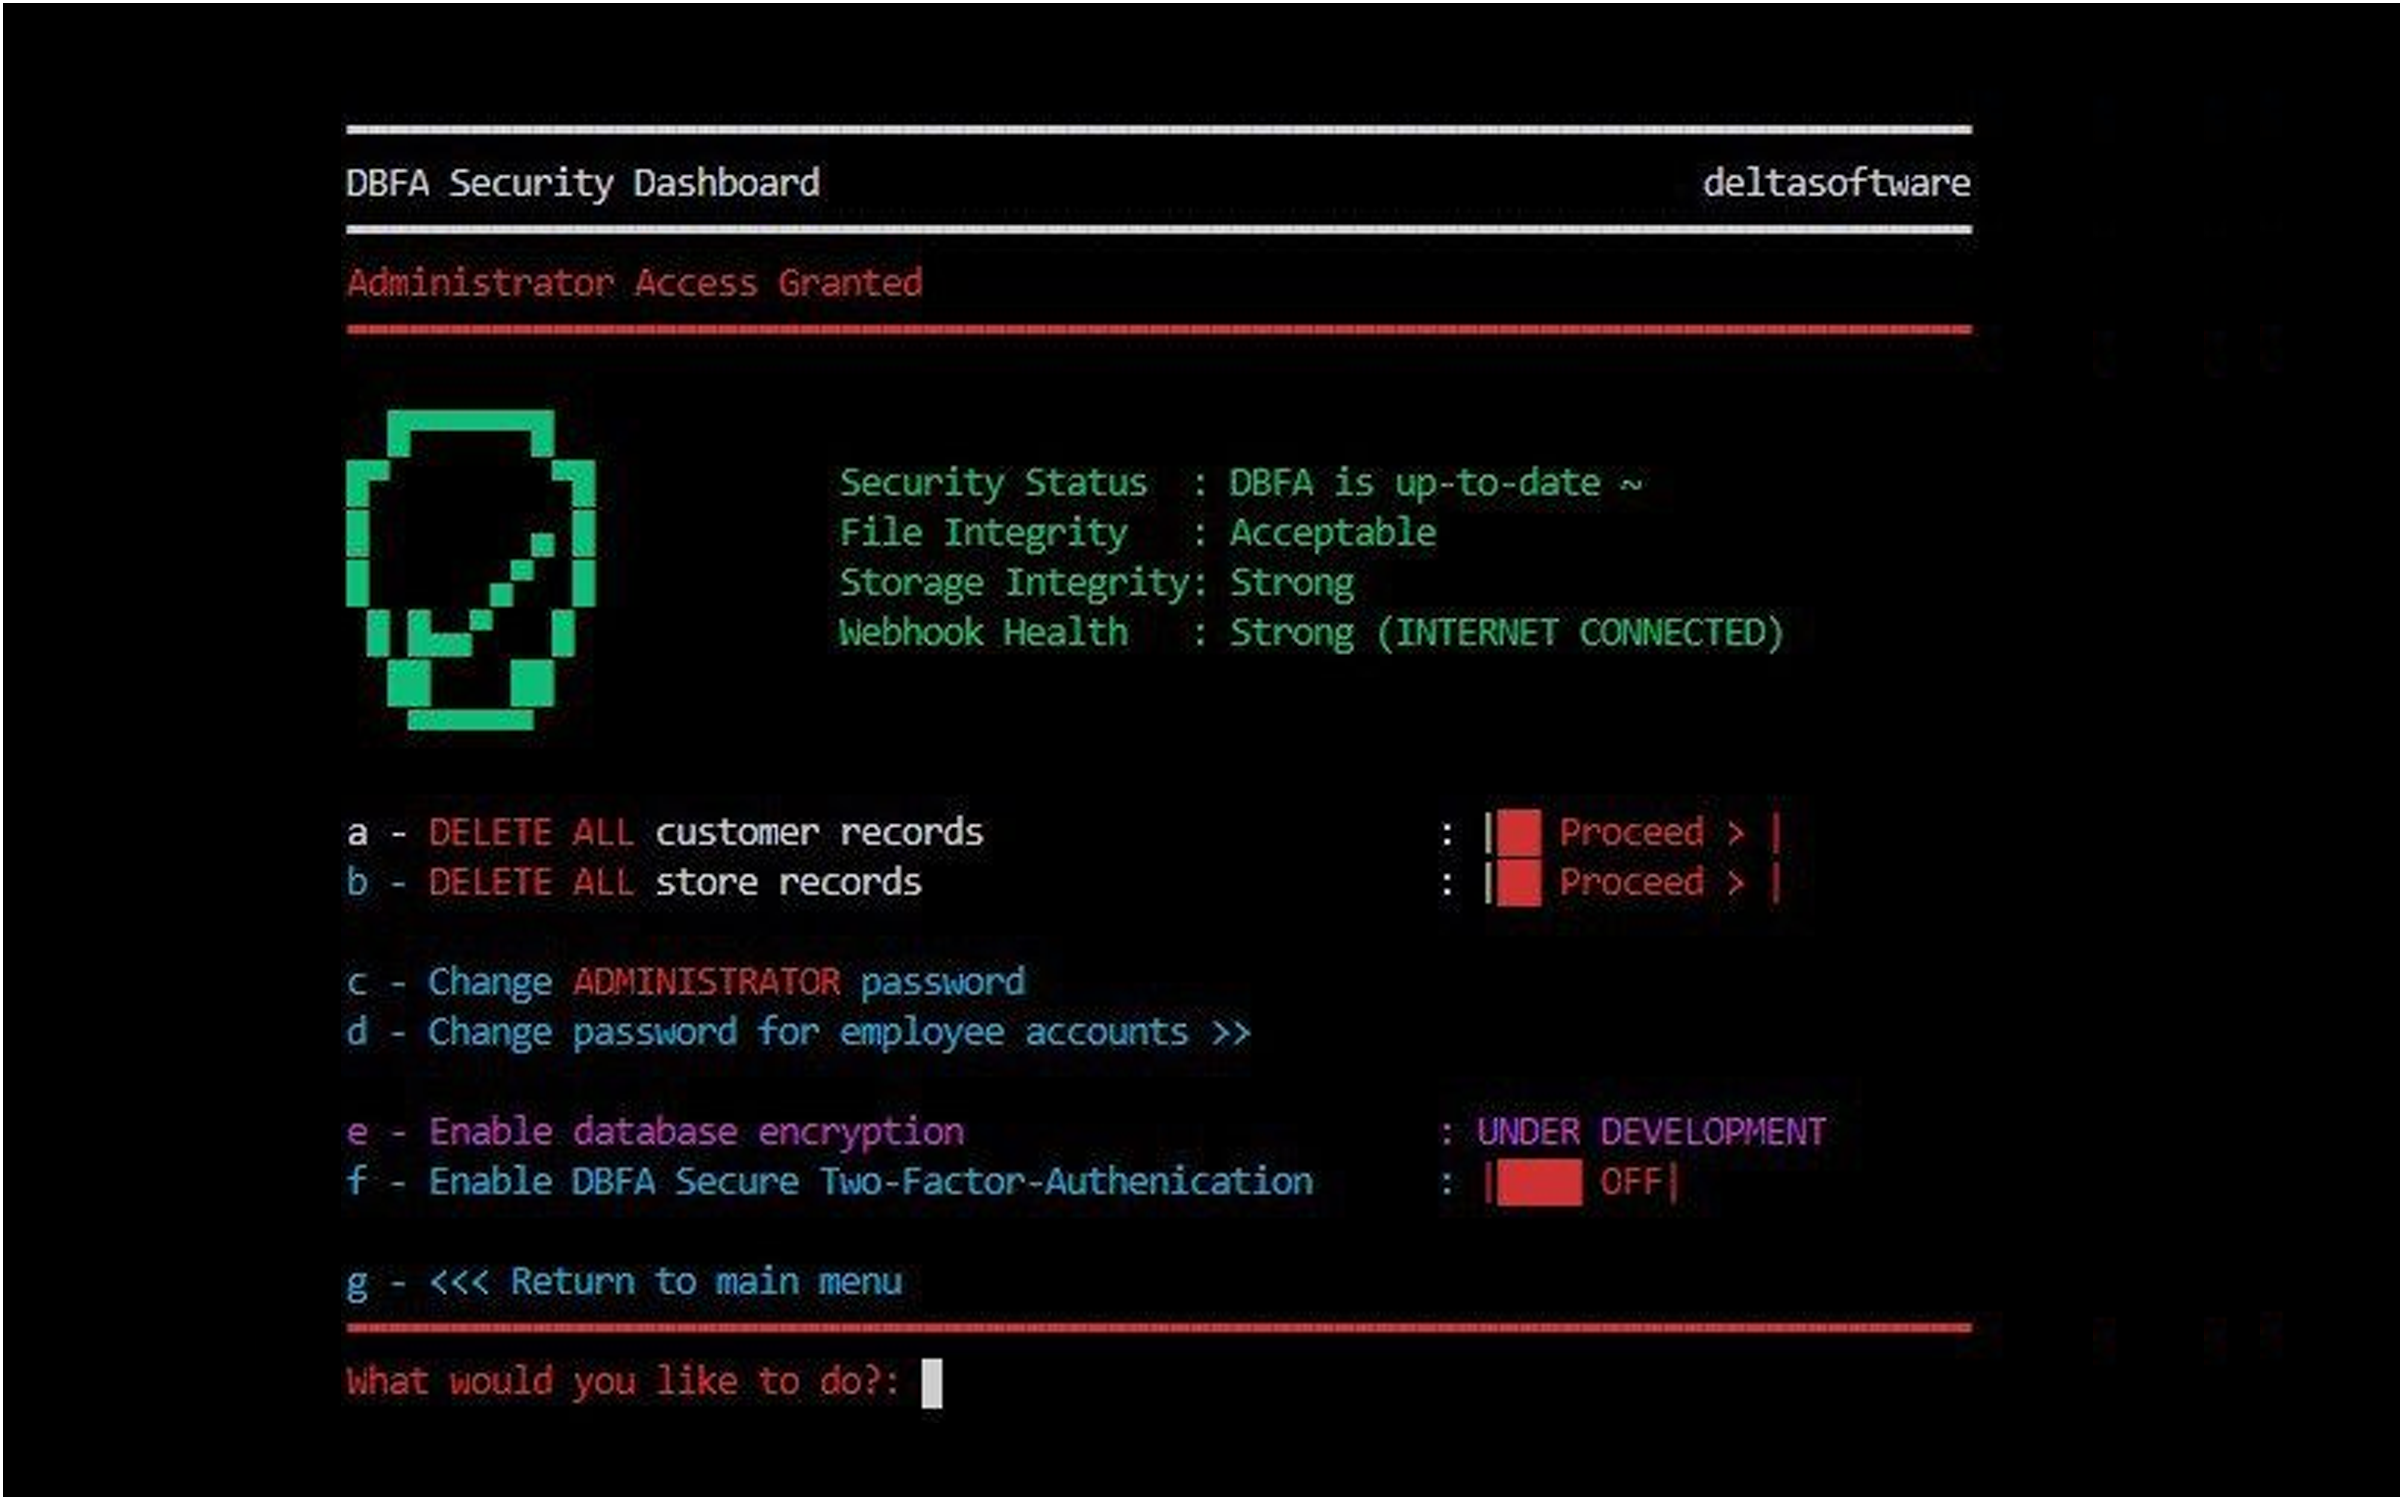 DBFA Security Dashboard deltasoftware
Administrator Access Granted
Security Status : DBFA is up-to-date ~
File Integrity : Acceptable
Storage Integrity: Strong
Webhook Health : Strong (INTERNET CONNECTED)
a - DELETE ALL customer records : | Proceed > |
b - DELETE ALL store records : | Proceed > |
c - Change ADMINISTRATOR password
d - Change password for employee accounts >>
e - Enable database encryption : UNDER DEVELOPMENT
f - Enable DBFA Secure Two-Factor-Authenication : | OFF|
g - <<< Return to main menu
What would you like to do?: